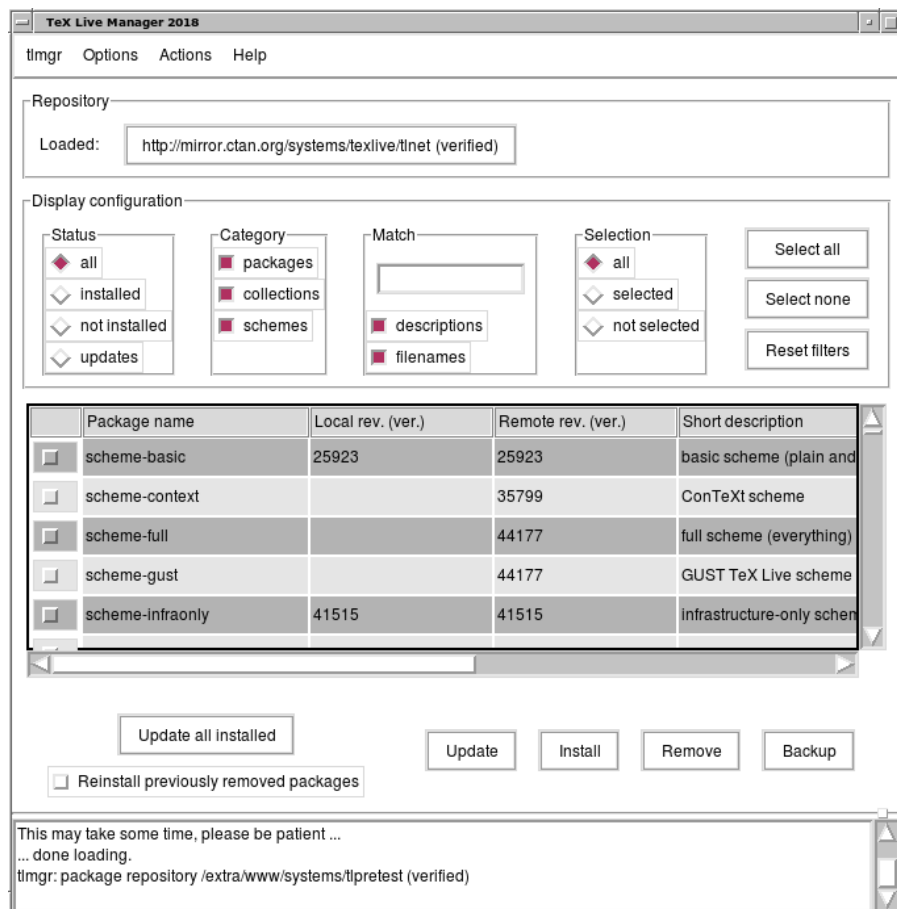 TeX Live Manager 2018
tlmgr Options Actions Help
Repository
Loaded: http://mirror.ctan.org/systems/texlive/tlnet (verified)
Display configuration
Status Category Match Selection
all packages all Select all
installed collections selected Select none
not installed schemes descriptions not selected
updates filenames Reset filters
Package name Local rev. (ver.) Remote rev. (ver.) Short description
scheme-basic 25923 25923 basic scheme (plain and
scheme-context 35799 ConTeXt scheme
scheme-full 44177 full scheme (everything)
scheme-gust 44177 GUST TeX Live scheme
scheme-infraonly 41515 41515 infrastructure-only schem
Update all installed Update Install Remove Backup
Reinstall previously removed packages
This may take some time, please be patient ...
... done loading.
tlmgr: package repository /extra/www/systems/tlpretest (verified)